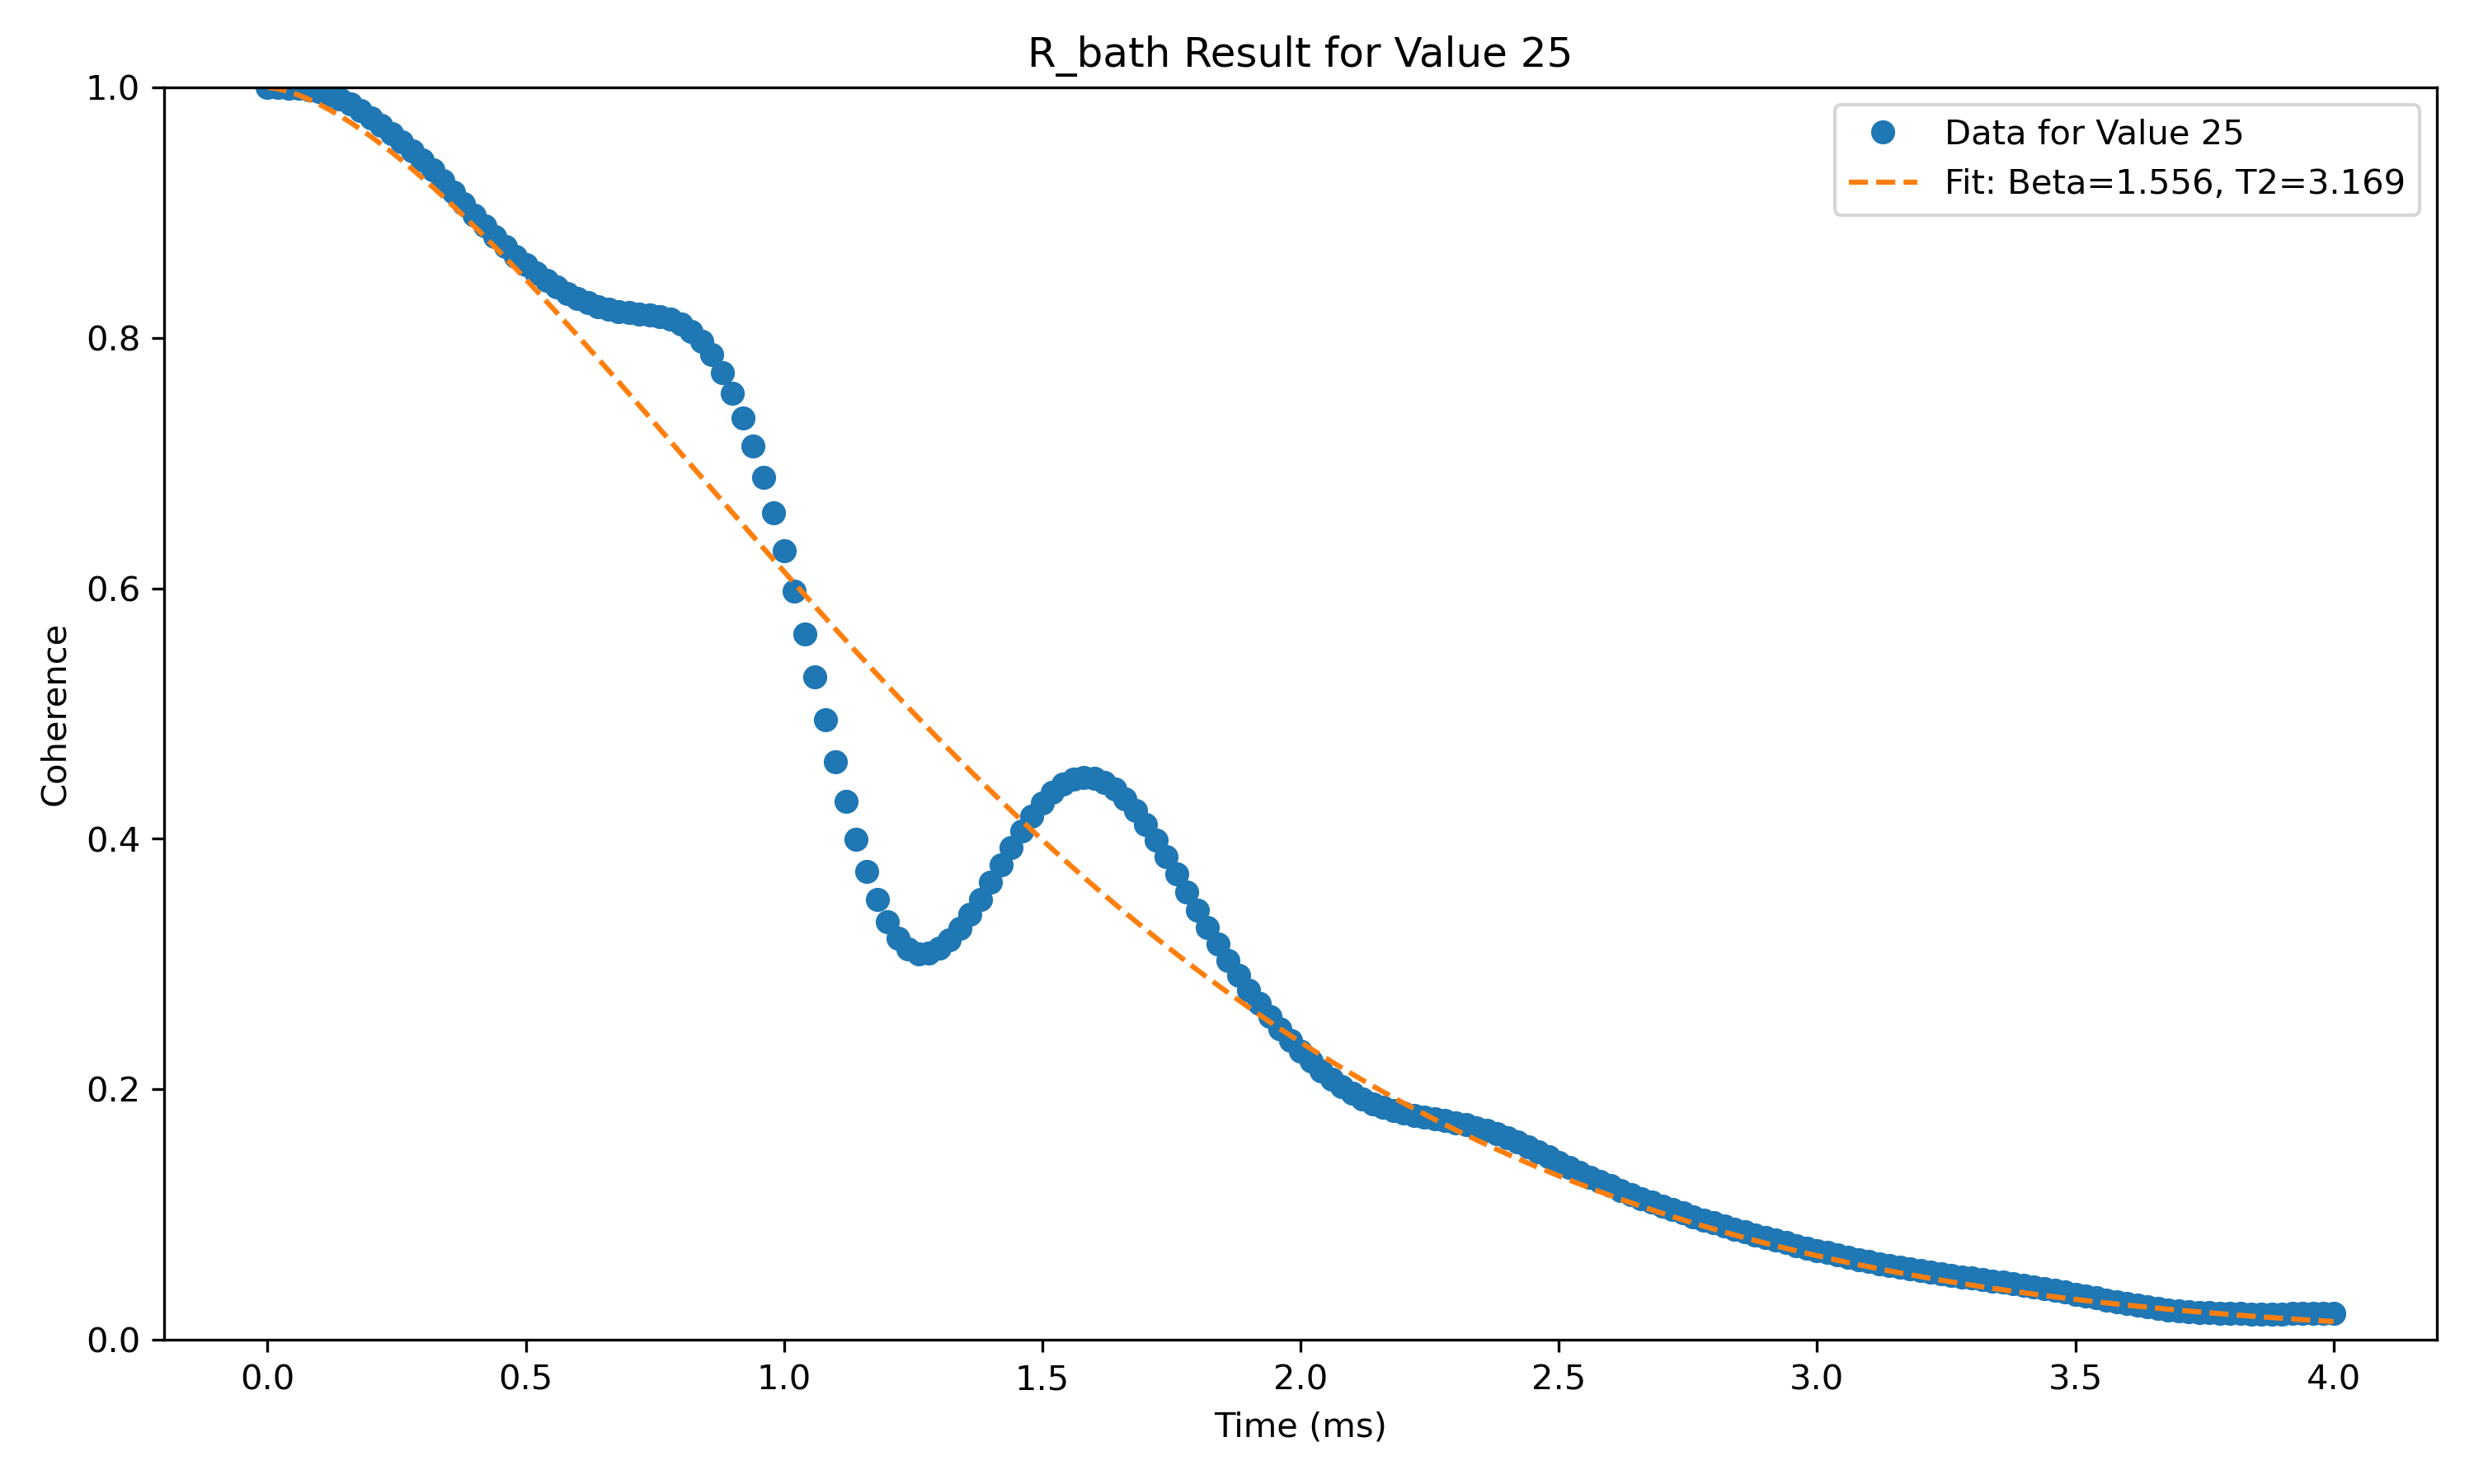 R_bath Result for Value 25
Data for Value 25
Fit: Beta=1.556, T2=3.169
Coherence
1.0
0.8
0.6
0.4
0.2
0.0
0.0 0.5 1.0 1.5 2.0 2.5 3.0 3.5 4.0
Time (ms)